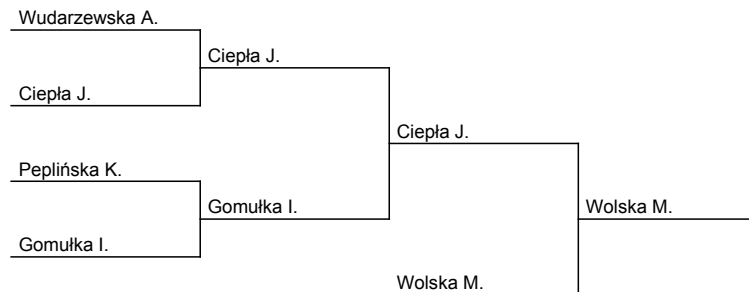 Wudarzewska A.
Ciepła J.
Ciepła J.
Ciepła J.
Peplińska K.
Gomułka I.
Wolska M.
Gomułka I.
Wolska M.